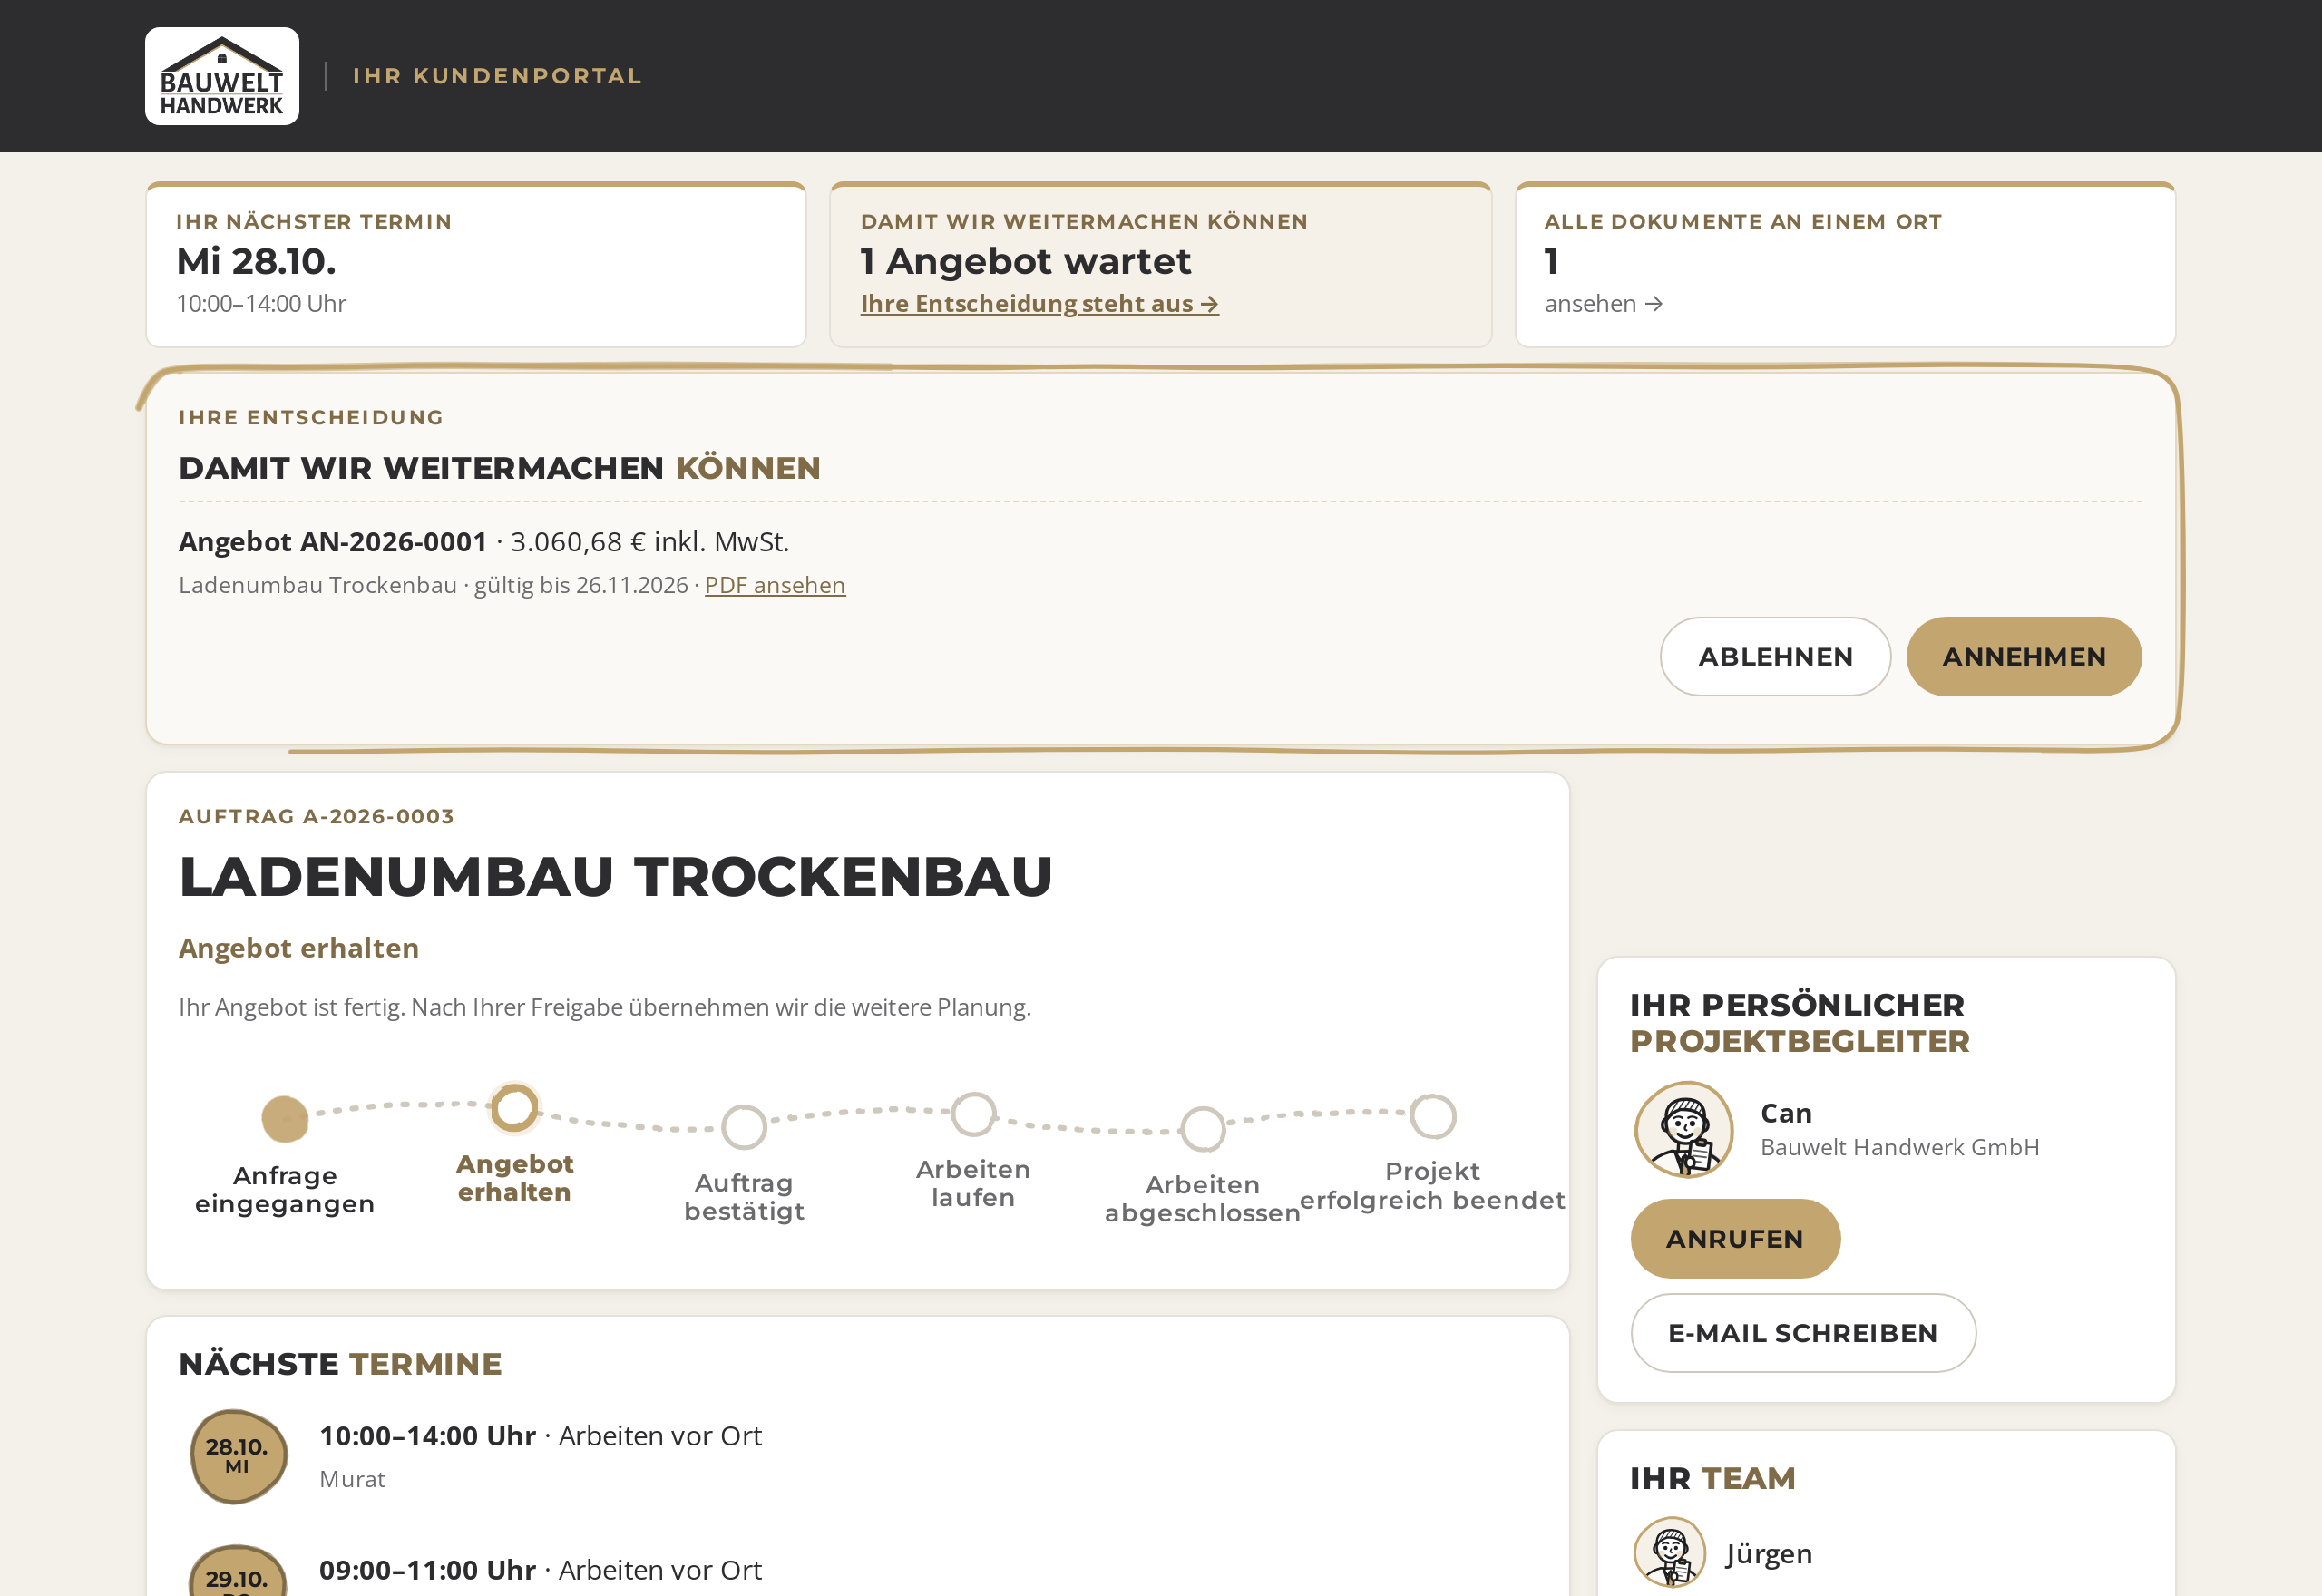 BAUWELT
HANDWERK
IHR KUNDENPORTAL
IHR NÄCHSTER TERMIN
Mi 28.10.
10:00–14:00 Uhr
DAMIT WIR WEITERMACHEN KÖNNEN
1 Angebot wartet
Ihre Entscheidung steht aus →
ALLE DOKUMENTE AN EINEM ORT
1
ansehen →
IHRE ENTSCHEIDUNG
DAMIT WIR WEITERMACHEN KÖNNEN
Angebot AN-2026-0001 · 3.060,68 € inkl. MwSt.
Ladenumbau Trockenbau · gültig bis 26.11.2026 · PDF ansehen
ABLEHNEN
ANNEHMEN
AUFTRAG A-2026-0003
LADENUMBAU TROCKENBAU
Angebot erhalten
Ihr Angebot ist fertig. Nach Ihrer Freigabe übernehmen wir die weitere Planung.
Anfrage
eingegangen
Angebot
erhalten
Auftrag
bestätigt
Arbeiten
laufen
Arbeiten
abgeschlossen
Projekt
erfolgreich beendet
NÄCHSTE TERMINE
28.10.
MI
10:00–14:00 Uhr · Arbeiten vor Ort
Murat
29.10.
09:00–11:00 Uhr · Arbeiten vor Ort
IHR PERSÖNLICHER
PROJEKTBEGLEITER
Can
Bauwelt Handwerk GmbH
ANRUFEN
E-MAIL SCHREIBEN
IHR TEAM
Jürgen